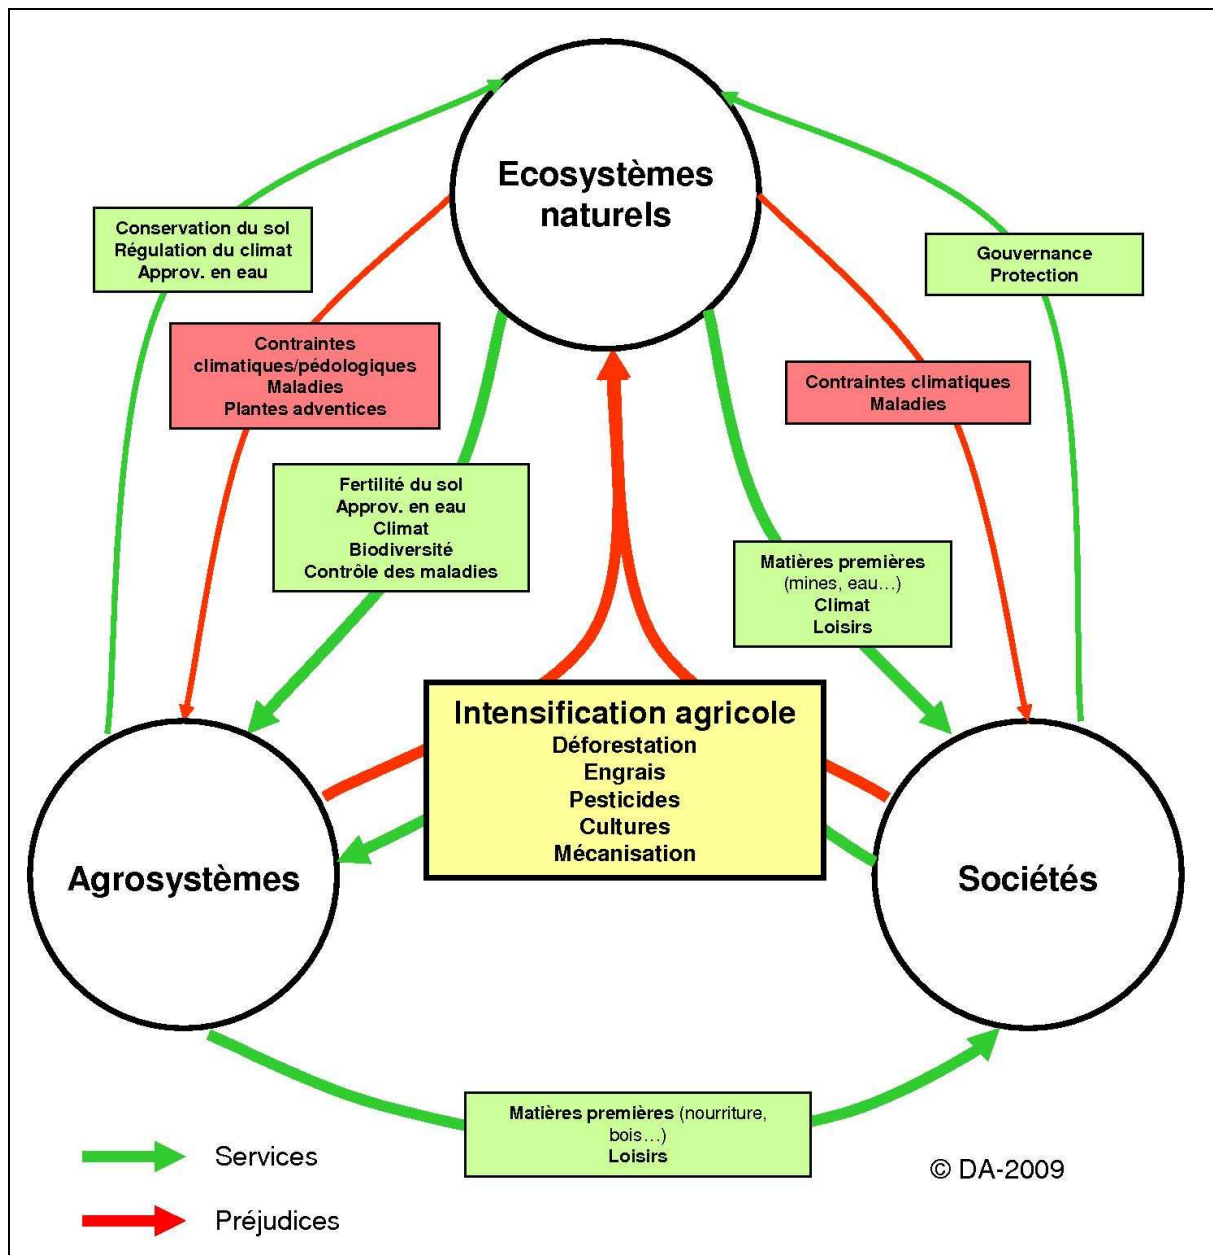 Ecosystèmes
naturels
Conservation du sol
Régulation du climat
Approv. en eau
Gouvernance
Protection
Contraintes
climatiques/pédologiques
Maladies
Plantes adventices
Contraintes climatiques
Maladies
Fertilité du sol
Approv. en eau
Climat
Biodiversité
Contrôle des maladies
Matières premières
(mines, eau…)
Climat
Loisirs
Intensification agricole
Déforestation
Engrais
Pesticides
Cultures
Mécanisation
Agrosystèmes
Sociétés
Matières premières (nourriture,
bois…)
Loisirs
Services
Préjudices
© DA-2009